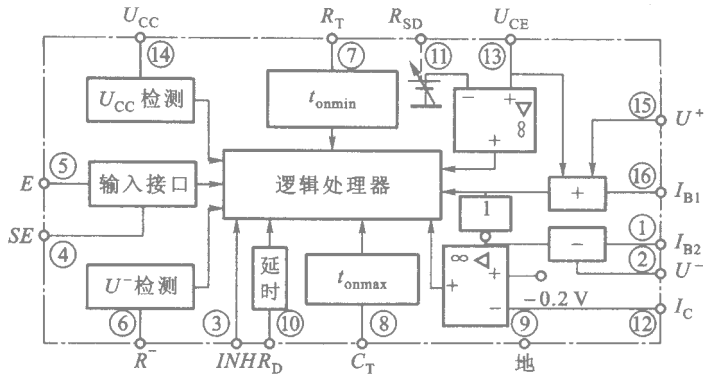 U_CC R_T R_SD U_CE
⑭ ⑦ ⑪ ⑬
U_CC 检测
t_onmin
− + ▽ 8
+
⑮ U⁺
E ⑤ 输入接口
逻辑处理器
+
⑯ I_B1
SE ④
1
− ① I_B2
② U⁻
U⁻检测
延时
t_onmax
∞ ▽
+ +
−
−0.2 V
I_C
⑥ ③ ⑩ ⑧ ⑨ ⑫
R⁻ INH R_D C_T 地